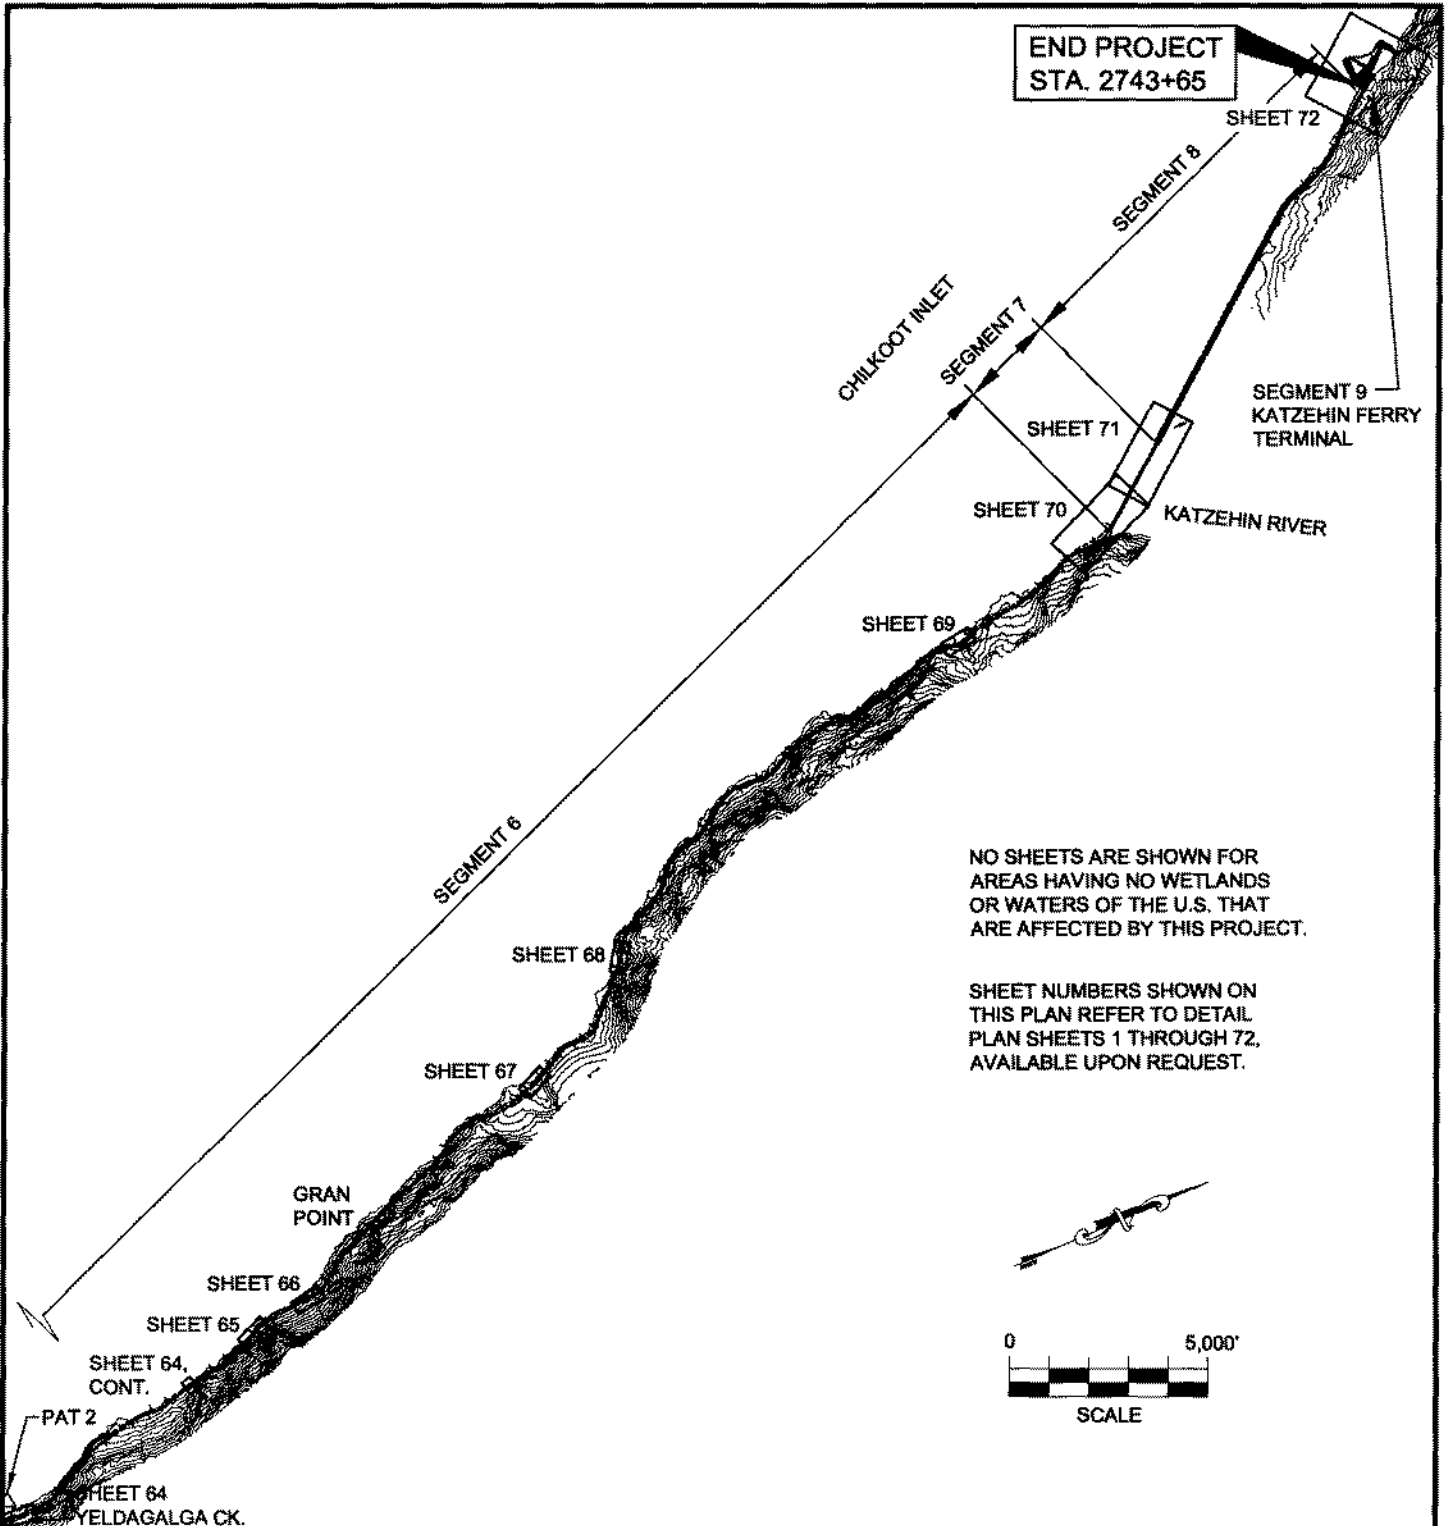 END PROJECT
STA. 2743+65
SHEET 72
SEGMENT 8
CHILKOOT INLET
SEGMENT 7
SEGMENT 9
KATZEHIN FERRY
TERMINAL
SHEET 71
SHEET 70
KATZEHIN RIVER
SHEET 69
SEGMENT 6
NO SHEETS ARE SHOWN FOR
AREAS HAVING NO WETLANDS
OR WATERS OF THE U.S. THAT
ARE AFFECTED BY THIS PROJECT.
SHEET 68
SHEET NUMBERS SHOWN ON
THIS PLAN REFER TO DETAIL
PLAN SHEETS 1 THROUGH 72,
AVAILABLE UPON REQUEST.
SHEET 67
GRAN
POINT
SHEET 66
SHEET 65
0 5,000'
SCALE
SHEET 64,
CONT.
PAT 2
SHEET 64
YELDAGALGA CK.